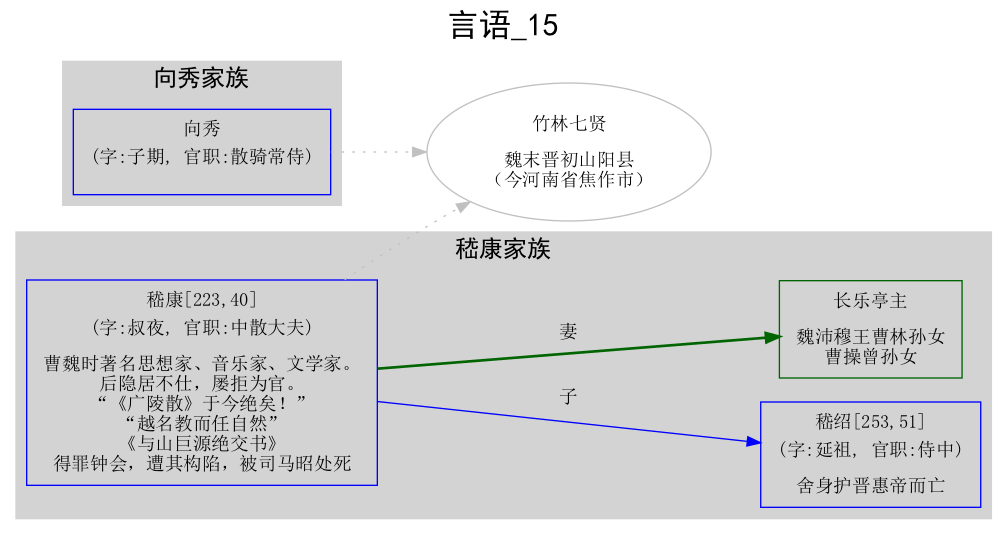 言语_15
向秀家族
向秀
(字:子期, 官职:散骑常侍)
竹林七贤
魏末晋初山阳县
（今河南省焦作市）
嵇康家族
嵇康[223,40]
(字:叔夜, 官职:中散大夫)
曹魏时著名思想家、音乐家、文学家。
后隐居不仕，屡拒为官。
“《广陵散》于今绝矣！”
“越名教而任自然”
《与山巨源绝交书》
得罪钟会，遭其构陷，被司马昭处死
妻
长乐亭主
魏沛穆王曹林孙女
曹操曾孙女
子
嵇绍[253,51]
(字:延祖, 官职:侍中)
舍身护晋惠帝而亡